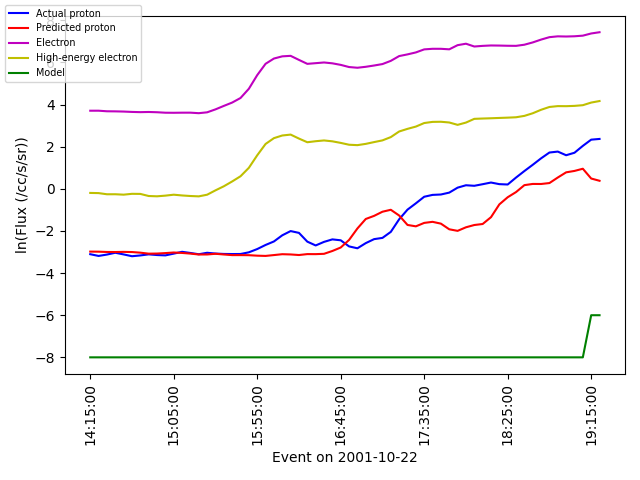 Actual proton
Predicted proton
Electron
High-energy electron
Model
4
2
0
−2
−4
−6
−8
ln(Flux (/cc/s/sr))
14:15:00
15:05:00
15:55:00
16:45:00
17:35:00
18:25:00
19:15:00
Event on 2001-10-22